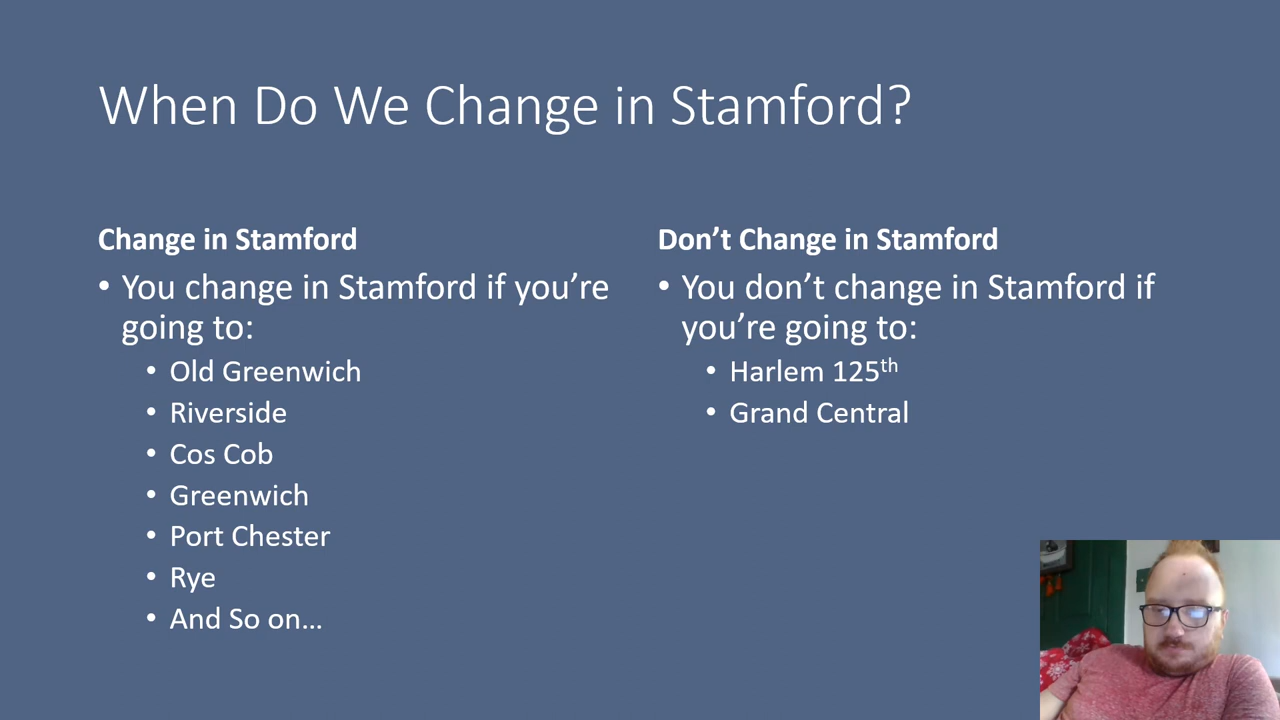 When Do We Change in Stamford?
Change in Stamford
• You change in Stamford if you’re
going to:
• Old Greenwich
• Riverside
• Cos Cob
• Greenwich
• Port Chester
• Rye
• And So on…
Don’t Change in Stamford
• You don’t change in Stamford if
you’re going to:
• Harlem 125th
• Grand Central